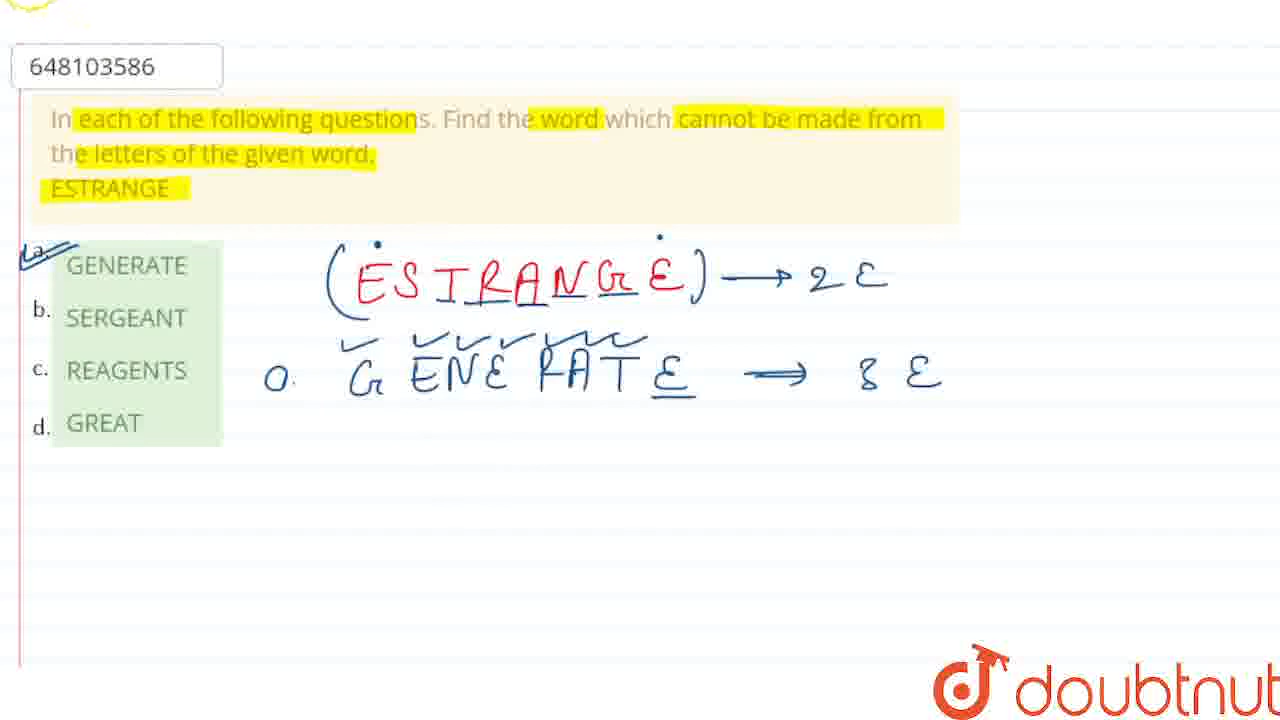 648103586
In each of the following questions. Find the word which cannot be made from
the letters of the given word.
ESTRANGE
a.
GENERATE
b.
SERGEANT
c.
REAGENTS
d.
GREAT
(ESTRANGE) → 2 E
a. GENERATE → 3 E
doubtnut